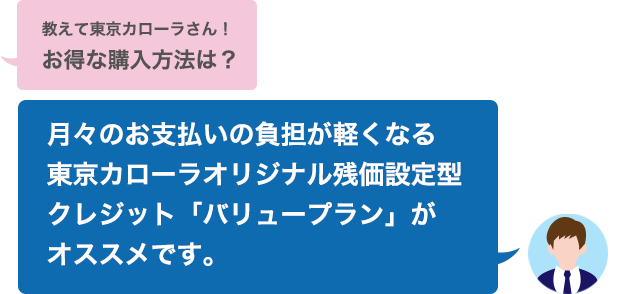 教えて東京カローラさん！
お得な購入方法は？
月々のお支払いの負担が軽くなる
東京カローラオリジナル残価設定型
クレジット「バリュープラン」が
オススメです。